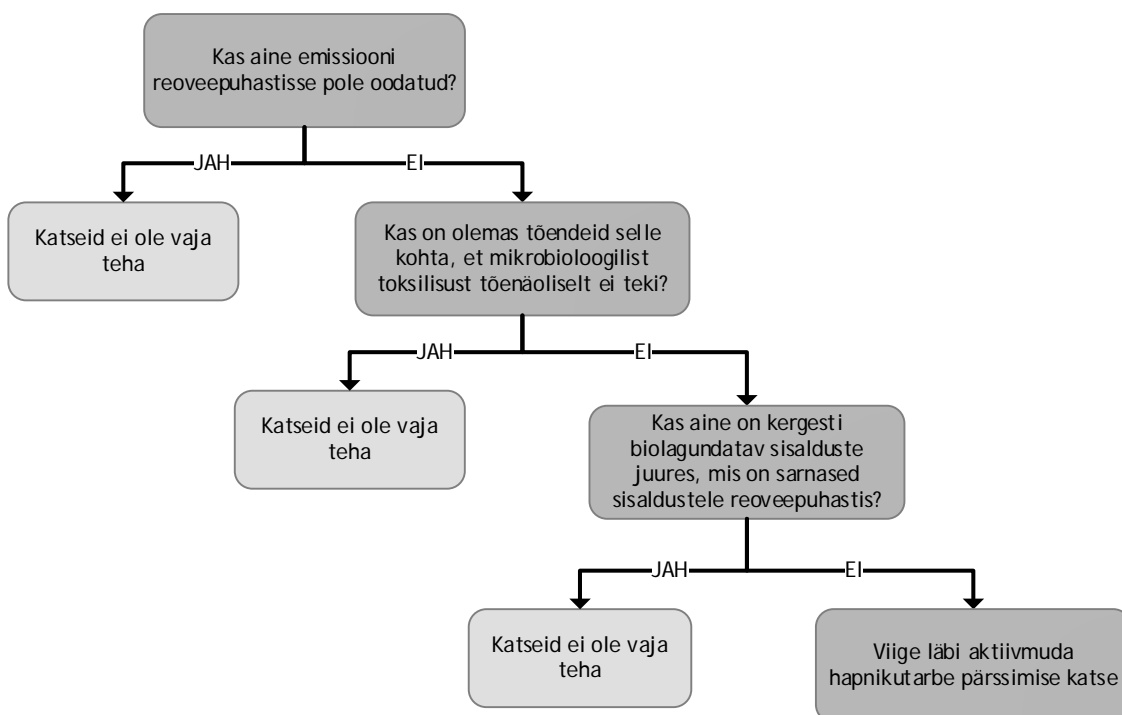 Kas aine emissiooni
reoveepuhastisse pole oodatud?
JAH
EI
Katseid ei ole vaja
teha
Kas on olemas tõendeid selle
kohta, et mikrobioloogilist
toksilisust tõenäoliselt ei teki?
JAH
EI
Katseid ei ole vaja
teha
Kas aine on kergesti
biolagundatav sisalduste
juures, mis on sarnased
sisaldustele reoveepuhastis?
JAH
EI
Katseid ei ole vaja
teha
Viige läbi aktiivmuda
hapnikutarbe pärssimise katse